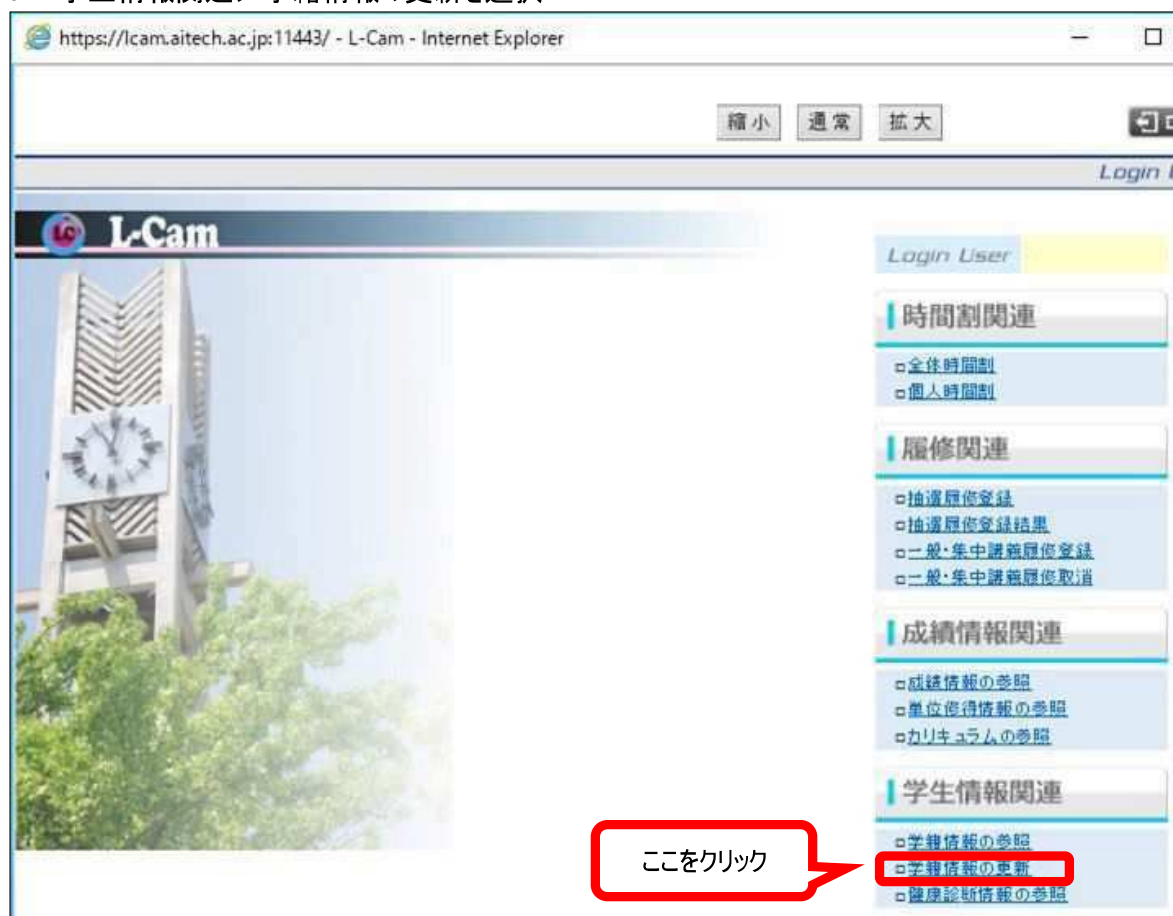 https://lcam.aitech.ac.jp:11443/ - L-Cam - Internet Explorer
縮小 通常 拡大
Login
L-Cam
Login User
時間割関連
全体時間割
個人時間割
履修関連
抽選履修登録
抽選履修登録結果
一般・集中講義履修登録
一般・集中講義履修取消
成績情報関連
成績情報の参照
単位修得情報の参照
カリキュラムの参照
学生情報関連
学籍情報の参照
ここをクリック
学籍情報の更新
健康診断情報の参照